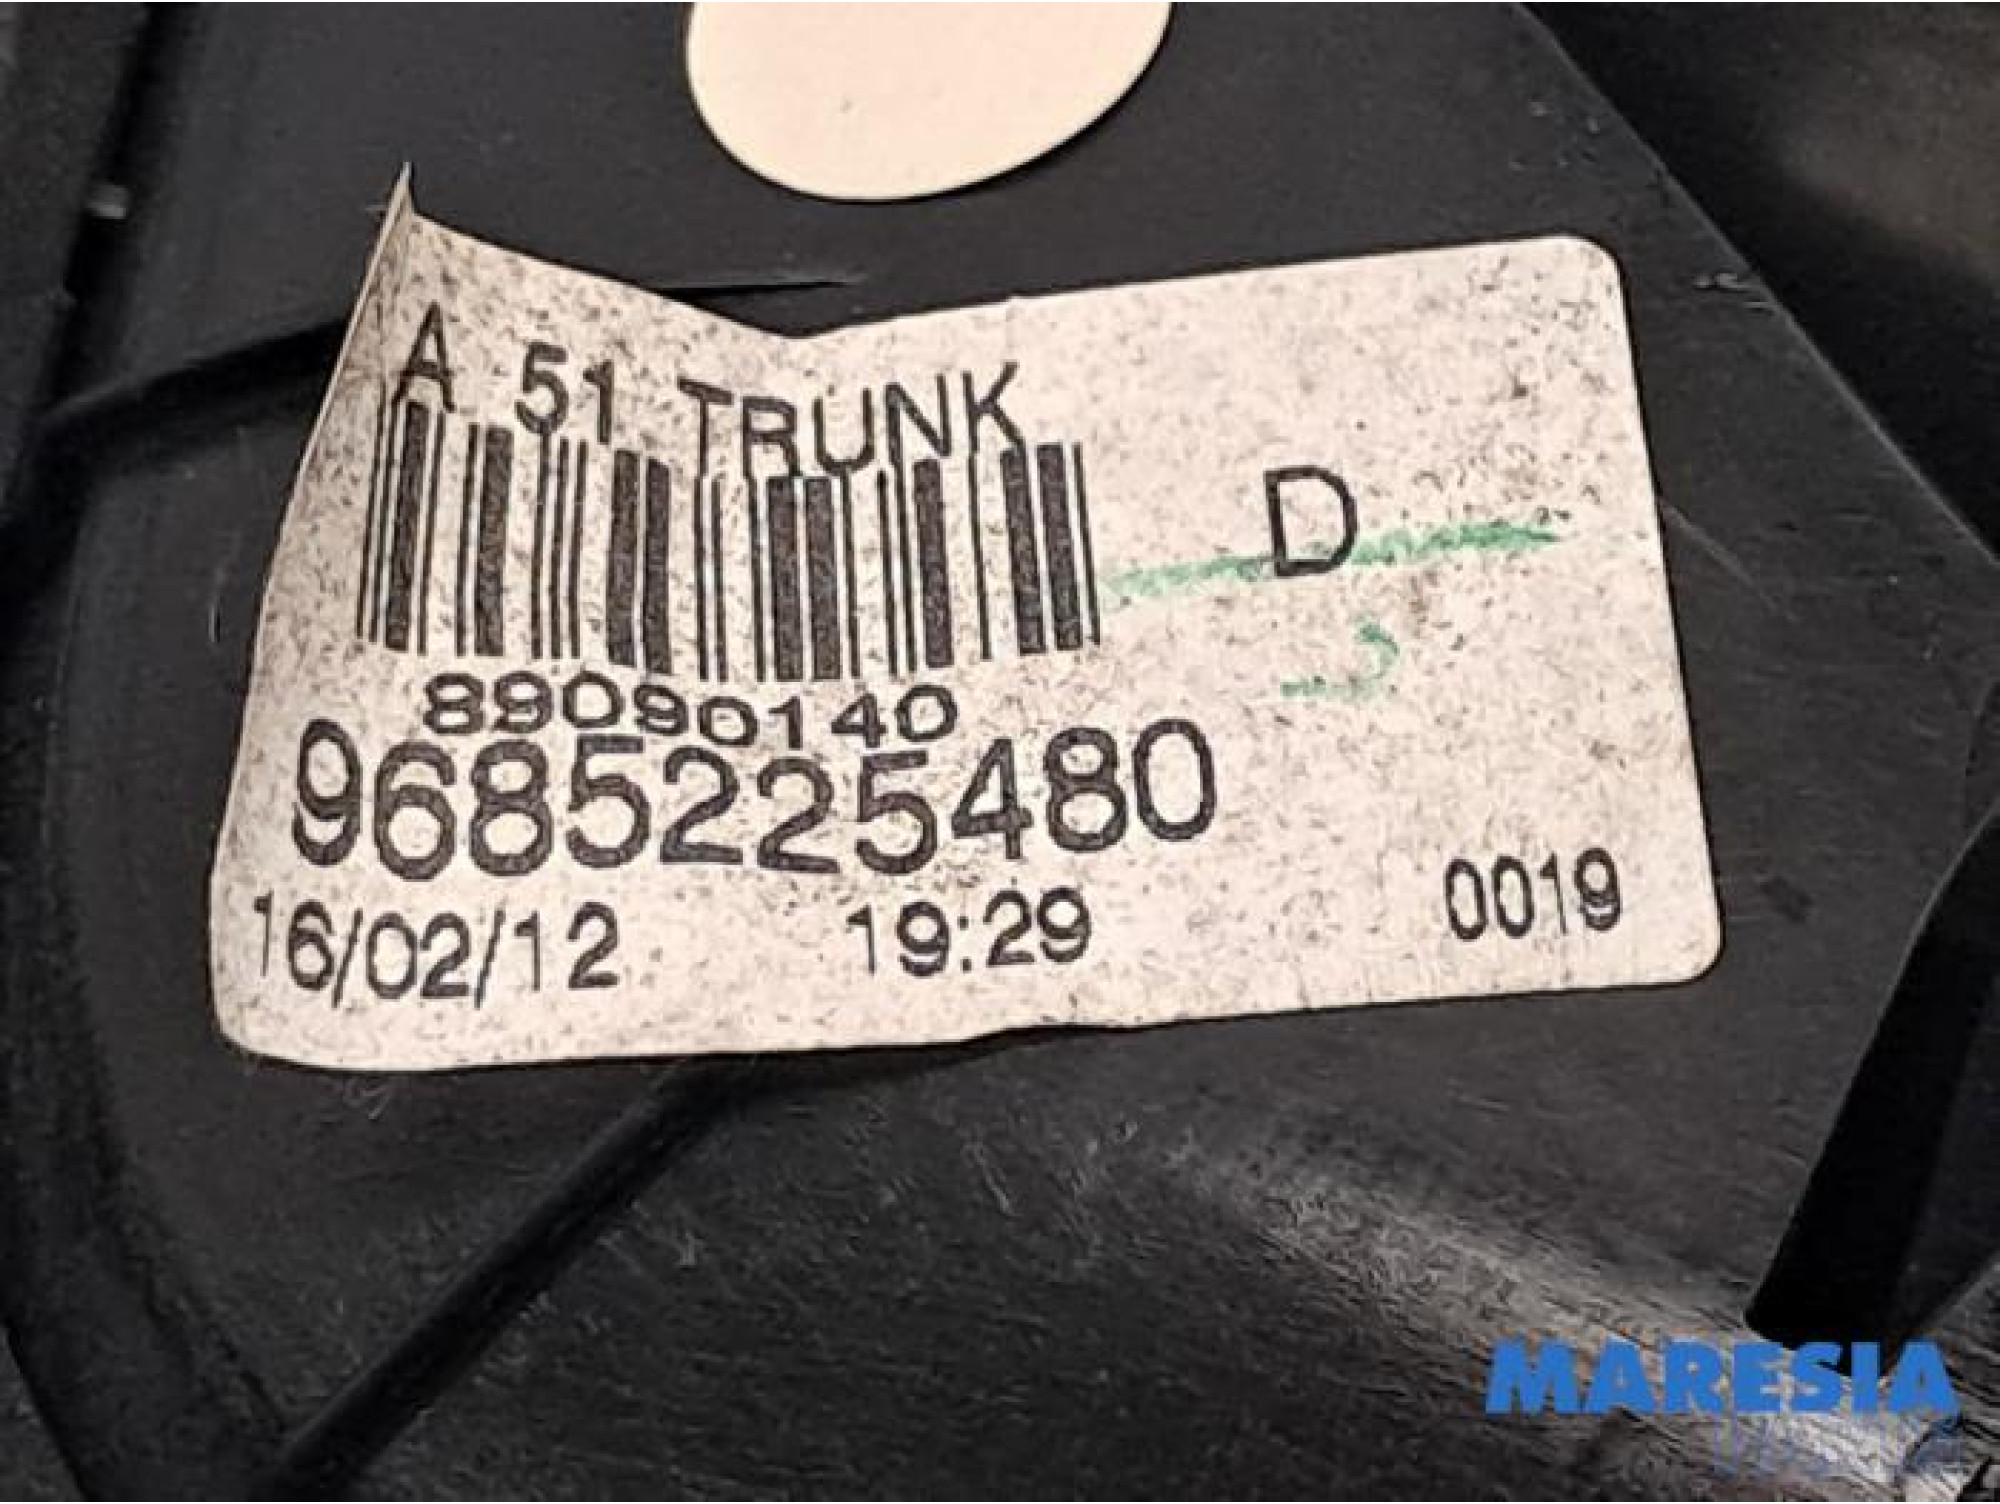 A 51 TRUNK
D
89090140
9685225480
16/02/12 19:29 0019
MARESIA